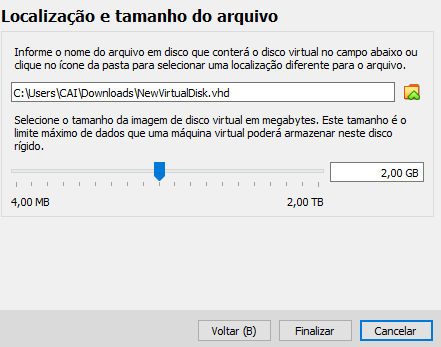 Localização e tamanho do arquivo
Informe o nome do arquivo em disco que conterá o disco virtual no campo abaixo ou
clique no ícone da pasta para selecionar uma localização diferente para o arquivo.
C:\Users\CAI\Downloads\NewVirtualDisk.vhd
Selecione o tamanho da imagem de disco virtual em megabytes. Este tamanho é o
limite máximo de dados que uma máquina virtual poderá armazenar neste disco
rígido.
2,00 GB
4,00 MB 2,00 TB
Voltar (B) Finalizar Cancelar